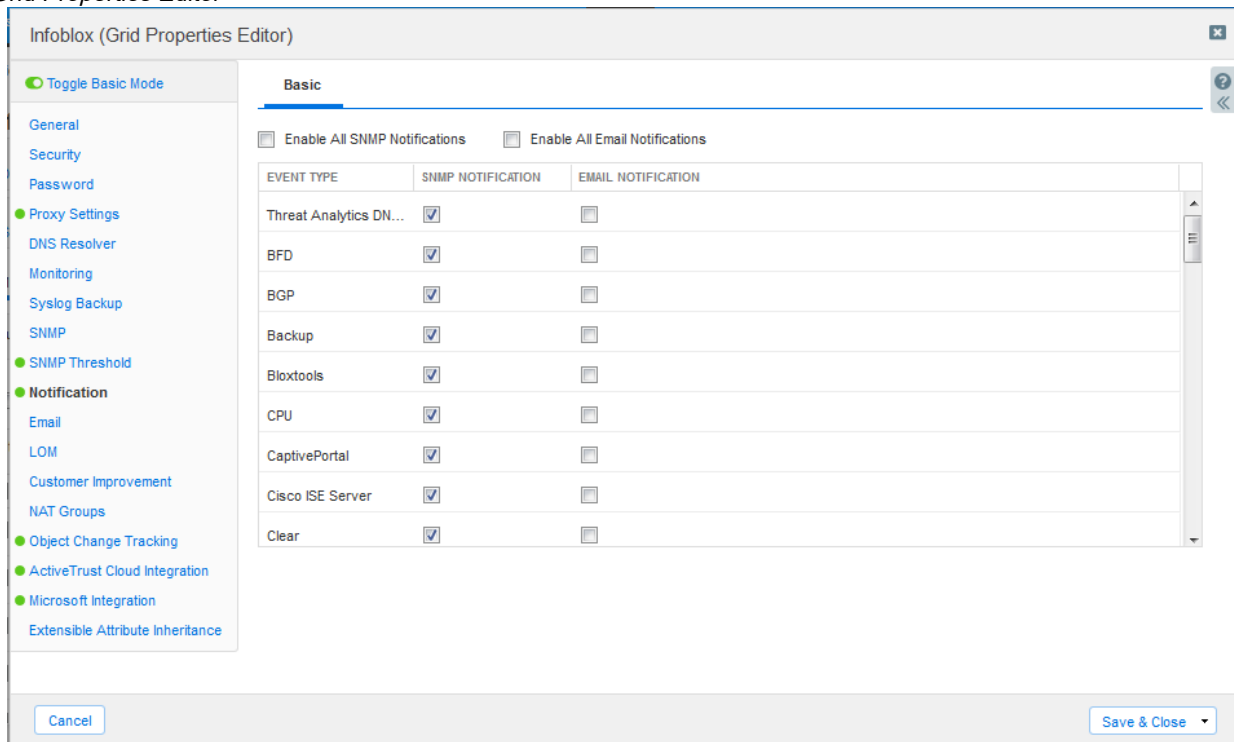 Grid Properties Editor
Infoblox (Grid Properties Editor)
Toggle Basic Mode
Basic
General
Security
Password
Proxy Settings
DNS Resolver
Monitoring
Syslog Backup
SNMP
SNMP Threshold
Notification
Email
LOM
Customer Improvement
NAT Groups
Object Change Tracking
ActiveTrust Cloud Integration
Microsoft Integration
Extensible Attribute Inheritance
Enable All SNMP Notifications Enable All Email Notifications
EVENT TYPE SNMP NOTIFICATION EMAIL NOTIFICATION
Threat Analytics DN...
BFD
BGP
Backup
Bloxtools
CPU
CaptivePortal
Cisco ISE Server
Clear
Cancel Save & Close